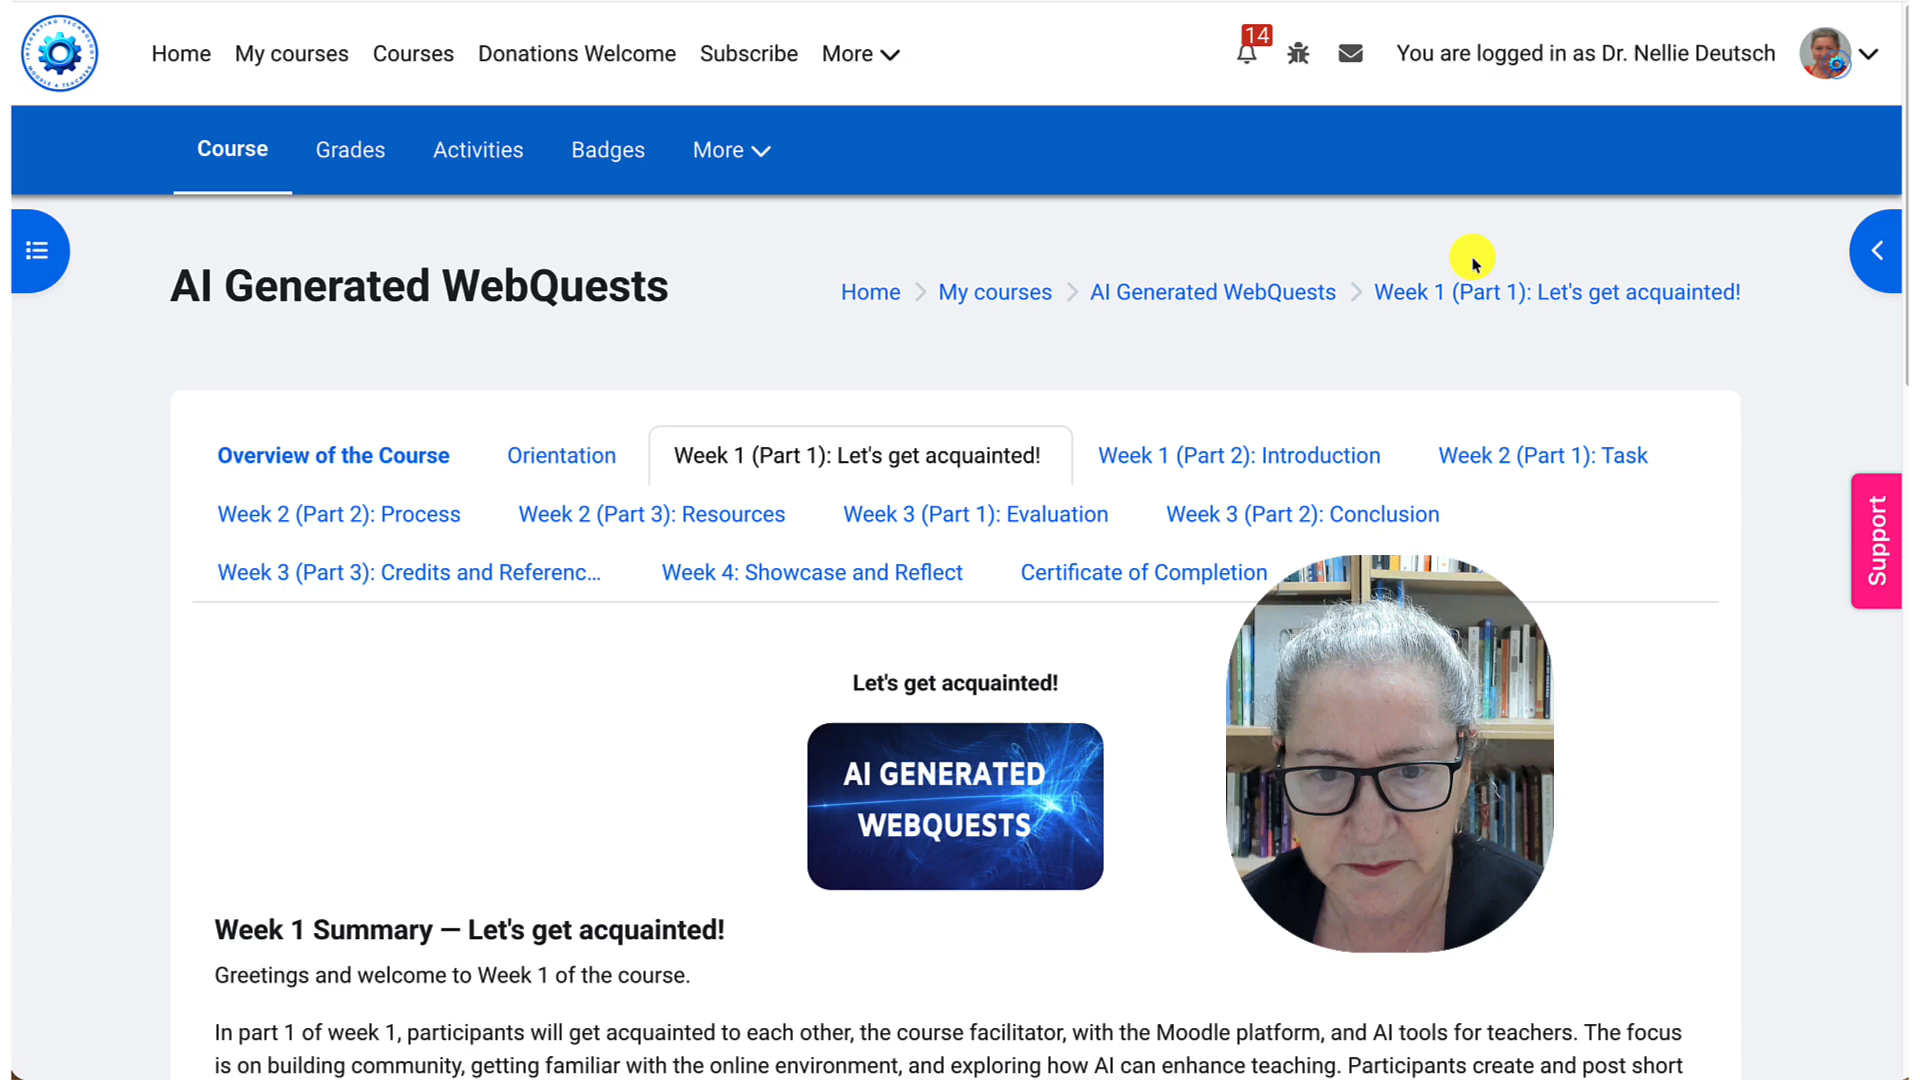 INTEGRATING TECHNOLOGY
MOODLE 4 TEACHERS
Home My courses Courses Donations Welcome Subscribe More
14
You are logged in as Dr. Nellie Deutsch
Course Grades Activities Badges More
AI Generated WebQuests
Home My courses AI Generated WebQuests Week 1 (Part 1): Let's get acquainted!
Overview of the Course Orientation Week 1 (Part 1): Let's get acquainted! Week 1 (Part 2): Introduction Week 2 (Part 1): Task
Week 2 (Part 2): Process Week 2 (Part 3): Resources Week 3 (Part 1): Evaluation Week 3 (Part 2): Conclusion
Week 3 (Part 3): Credits and Referenc... Week 4: Showcase and Reflect Certificate of Completion
Support
Let's get acquainted!
AI GENERATED
WEBQUESTS
Week 1 Summary — Let's get acquainted!
Greetings and welcome to Week 1 of the course.
In part 1 of week 1, participants will get acquainted to each other, the course facilitator, with the Moodle platform, and AI tools for teachers. The focus
is on building community, getting familiar with the online environment, and exploring how AI can enhance teaching. Participants create and post short